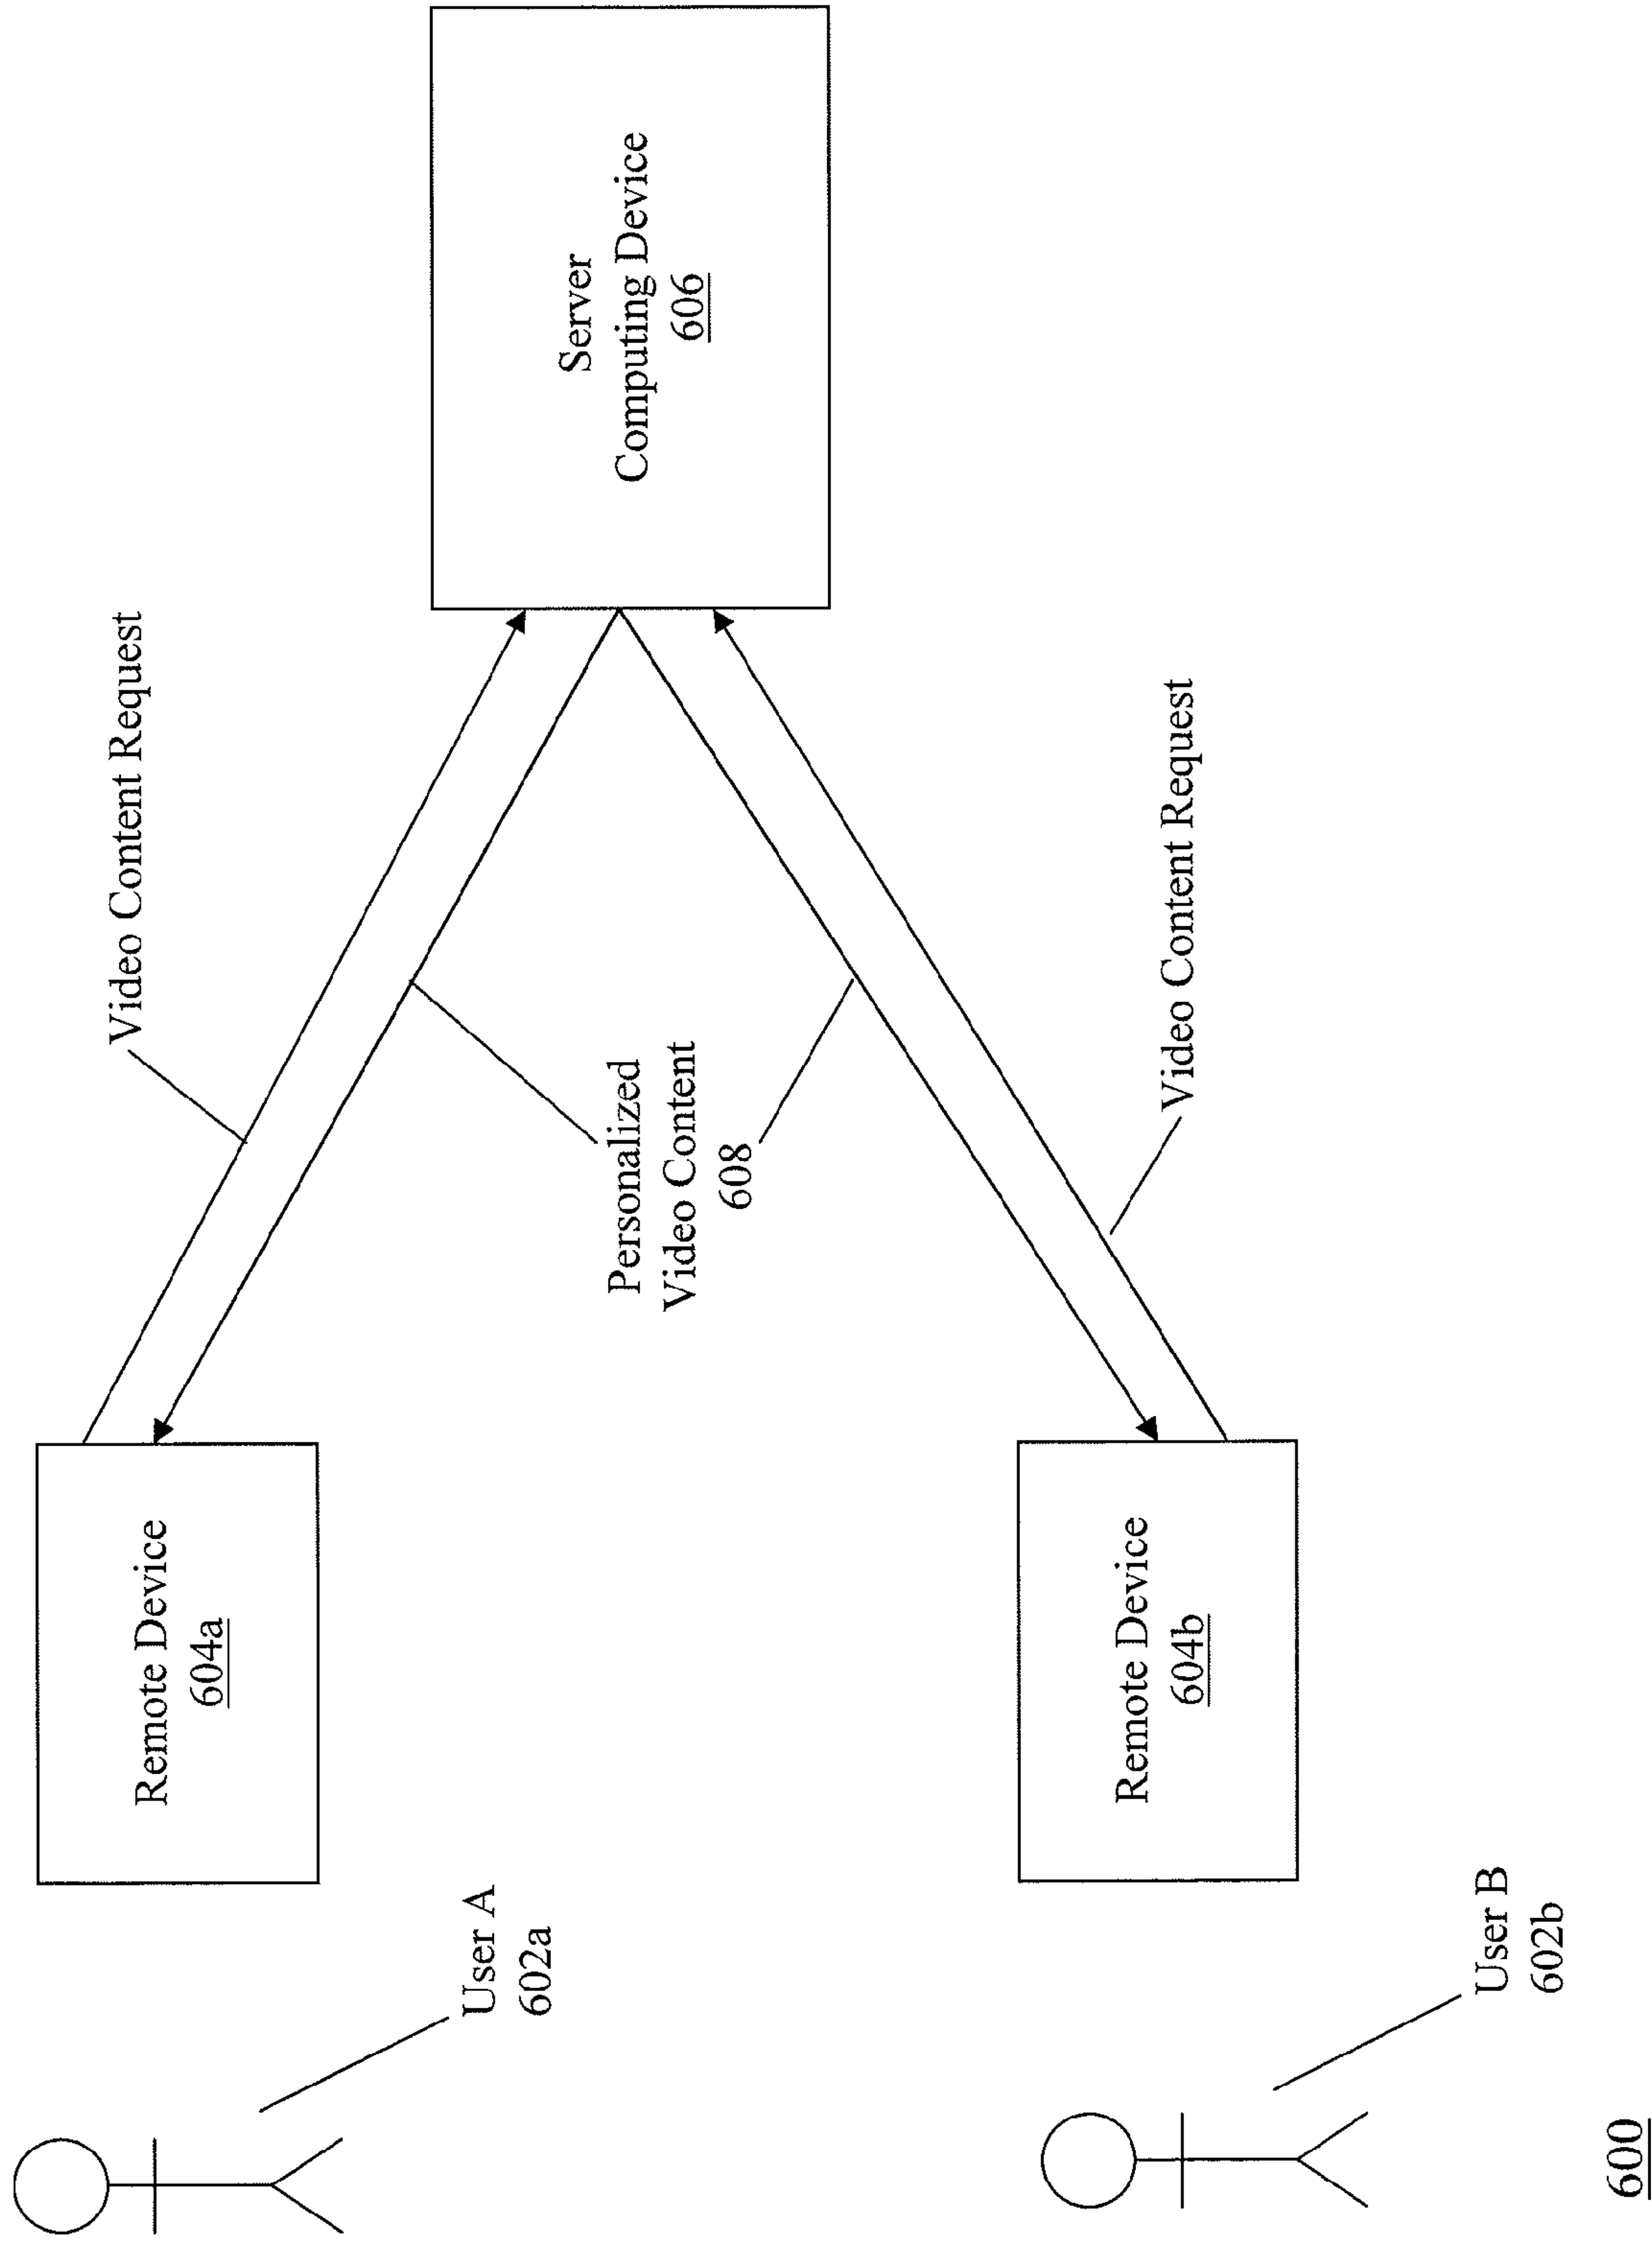 Video Content Request
Server
Computing Device
606
Remote Device
604a
Personalized
Video Content
608
User A
602a
Video Content Request
Remote Device
604b
User B
602b
600